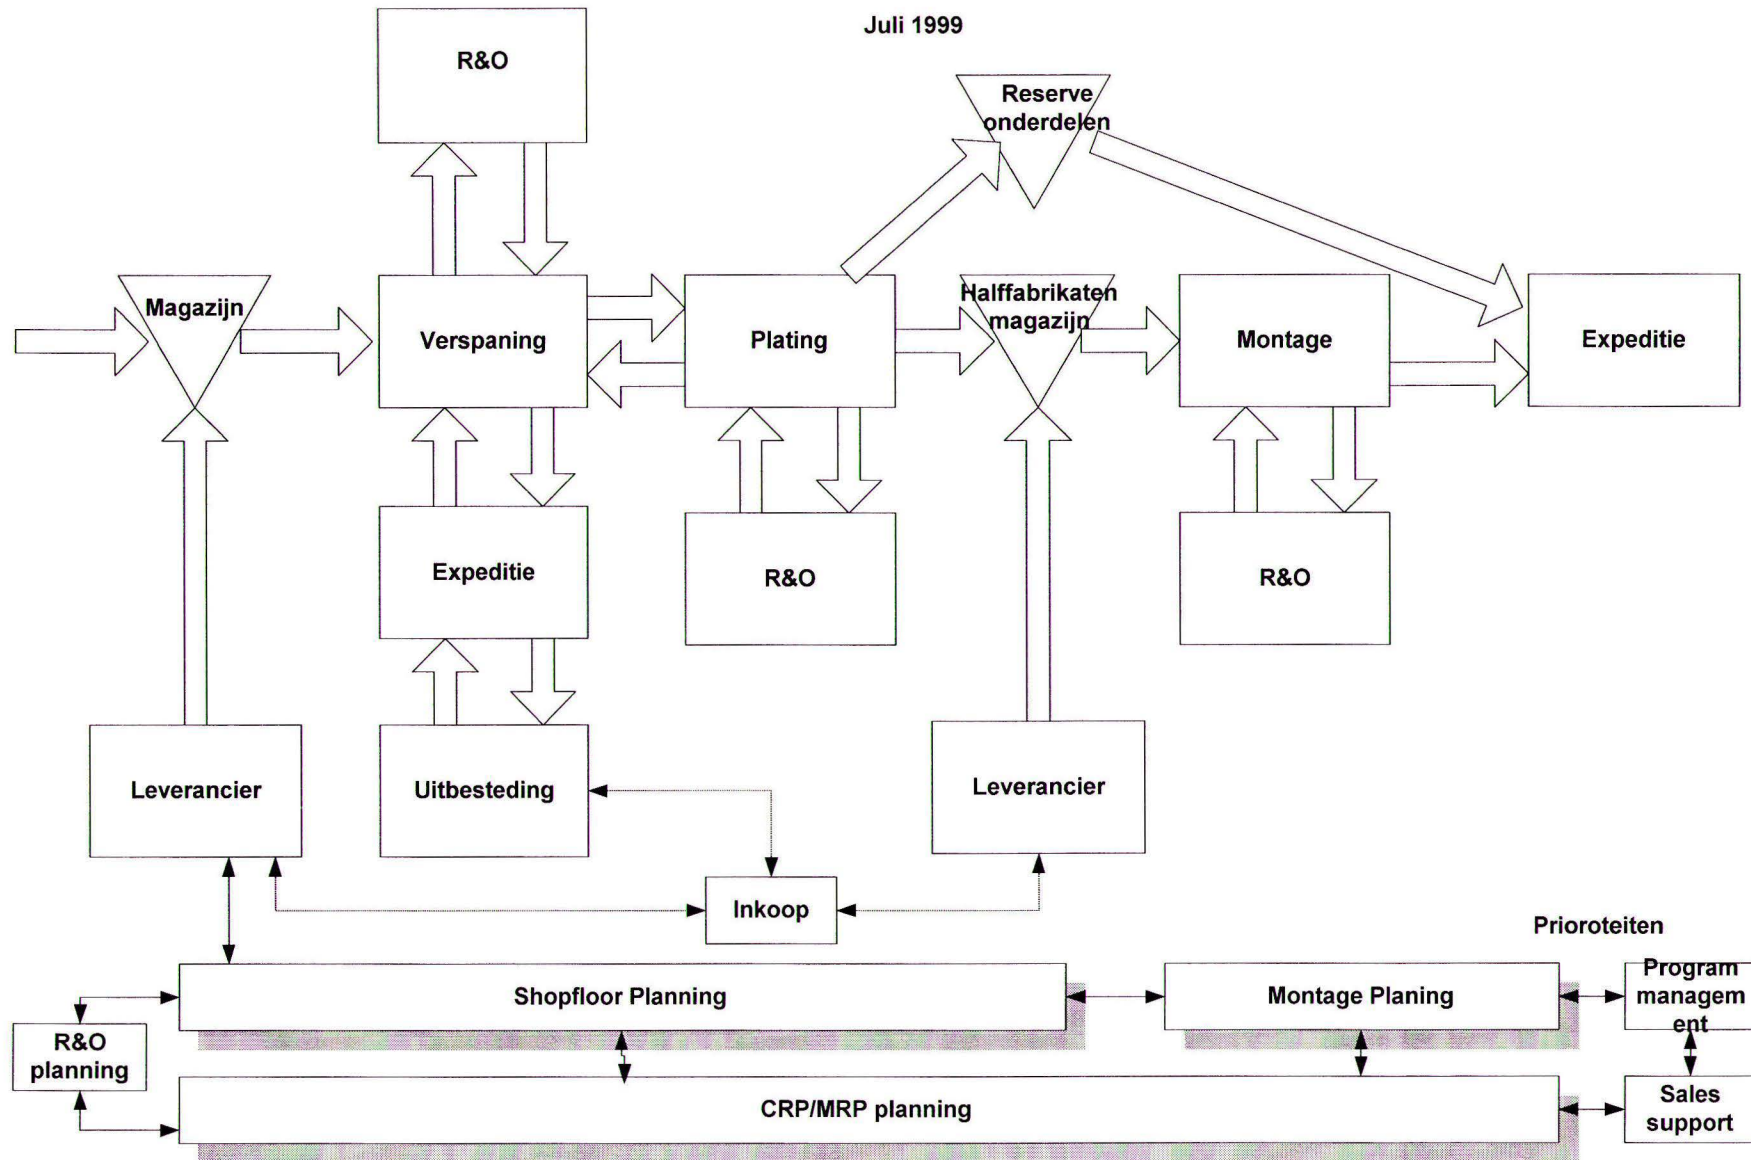 Juli 1999
R&O
Reserve
onderdelen
Magazijn
Verspaning
Plating
Halffabrikaten
magazijn
Montage
Expeditie
Expeditie
R&O
R&O
Leverancier
Uitbesteding
Leverancier
Inkoop
Prioroteiten
Shopfloor Planning
Montage Planing
Program
managem
ent
R&O
planning
CRP/MRP planning
Sales
support